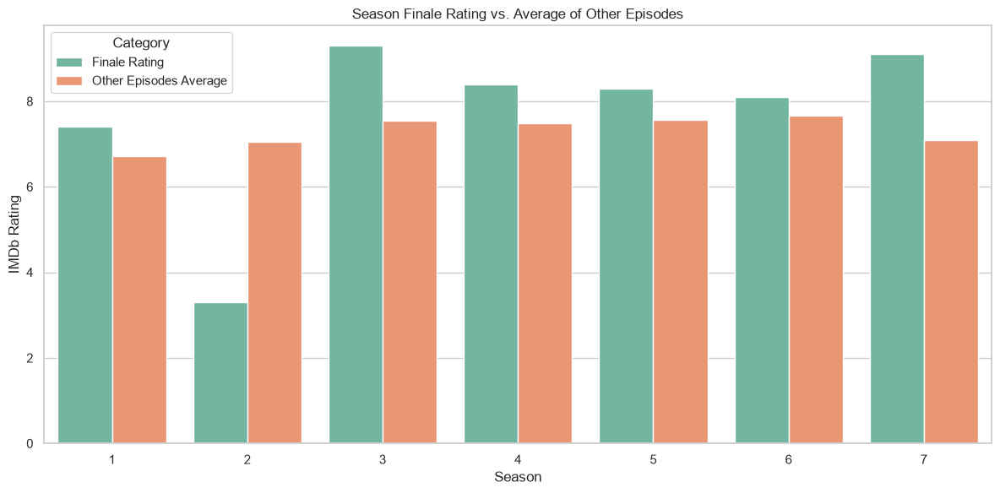 Season Finale Rating vs. Average of Other Episodes
Category
Finale Rating
Other Episodes Average
IMDb Rating
8
6
4
2
0
1 2 3 4 5 6 7
Season